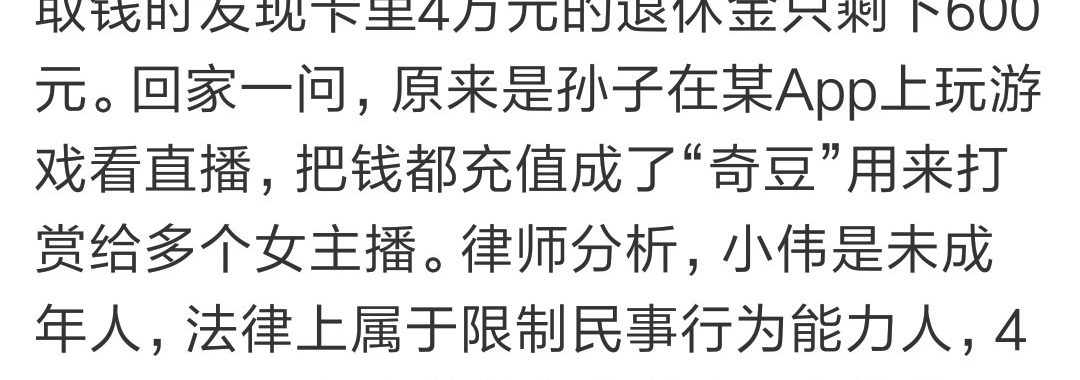 取钱时发现卡里4万元的退休金只剩下600
元。回家一问，原来是孙子在某App上玩游
戏看直播，把钱都充值成了“奇豆”用来打
赏给多个女主播。律师分析，小伟是未成
年人，法律上属于限制民事行为能力人，4